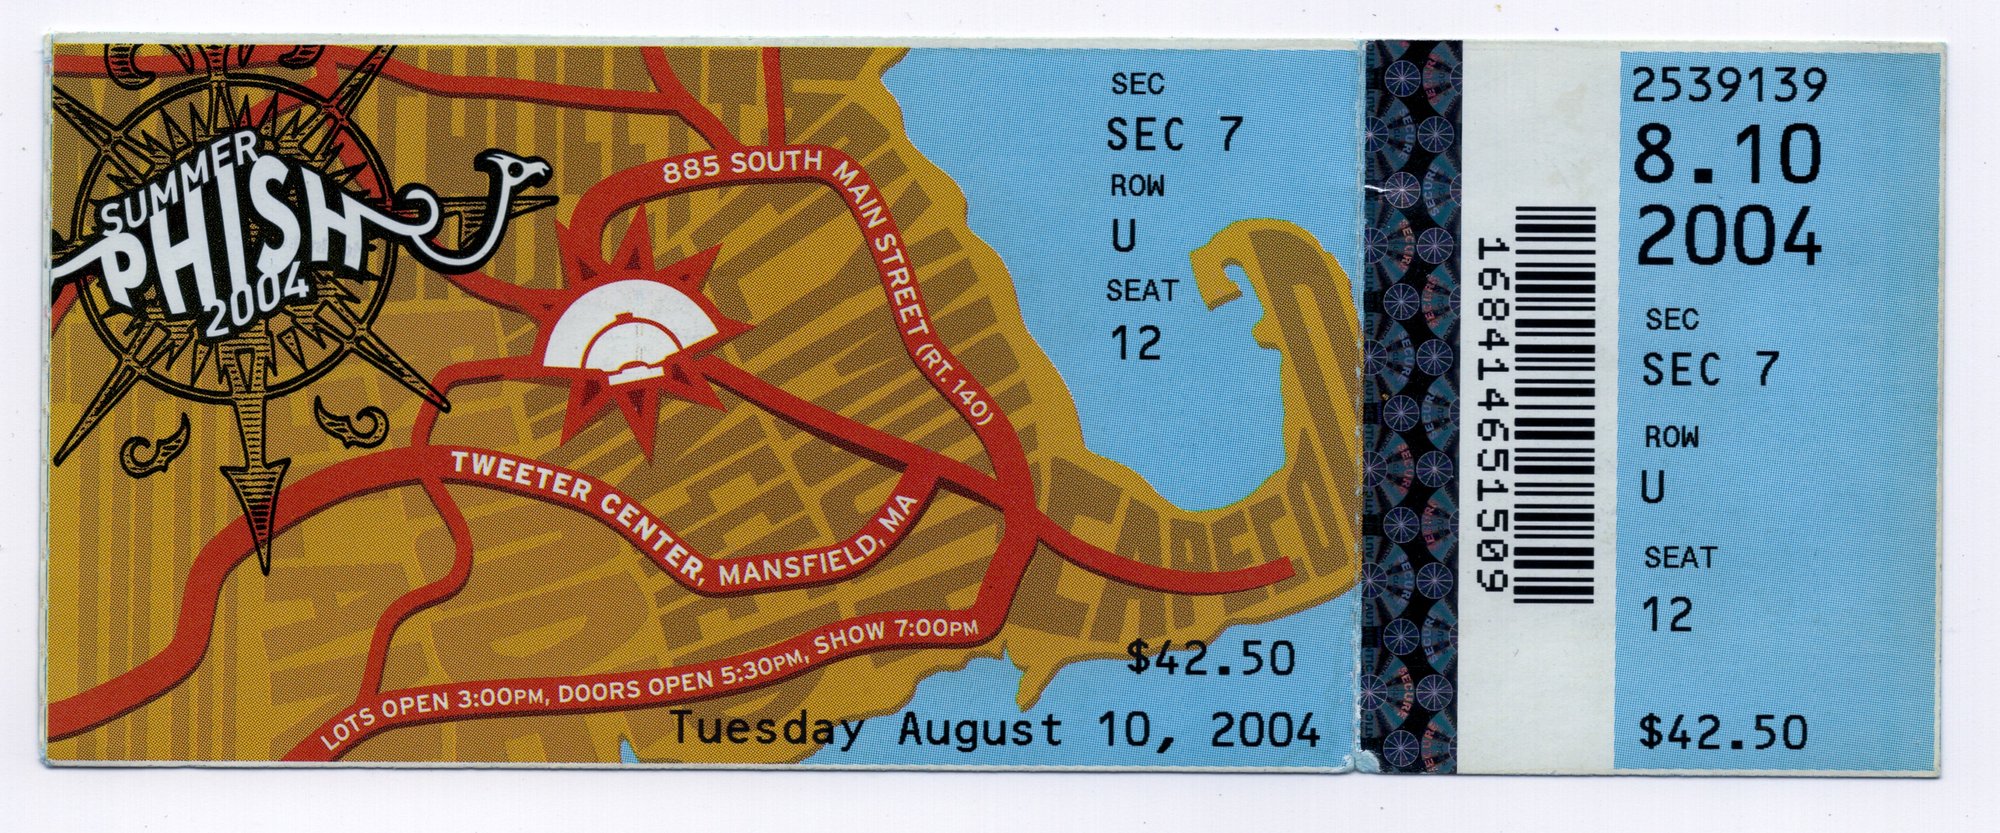 SUMMER
PHISH
2004
885 SOUTH MAIN STREET (RT. 140)
TWEETER CENTER, MANSFIELD, MA
LOTS OPEN 3:00PM, DOORS OPEN 5:30PM, SHOW 7:00PM
CAPE COD
SEC
SEC 7
ROW
U
SEAT
12
$42.50
Tuesday August 10, 2004
SECURE
16841465151509
2539139
8.10
2004
SEC
SEC 7
ROW
U
SEAT
12
$42.50